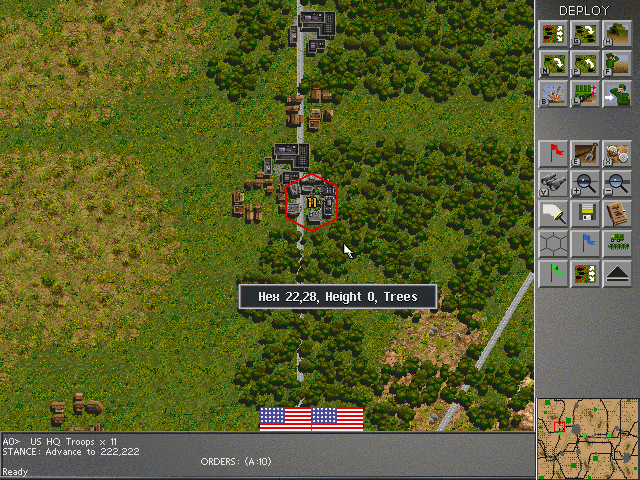 DEPLOY
G
H
N
P
F
B
L
E
X
V
11
Hex 22,28, Height 0, Trees
A0> US HQ Troops x 11
STANCE: Advance to 222,222
ORDERS: (A:10)
Ready